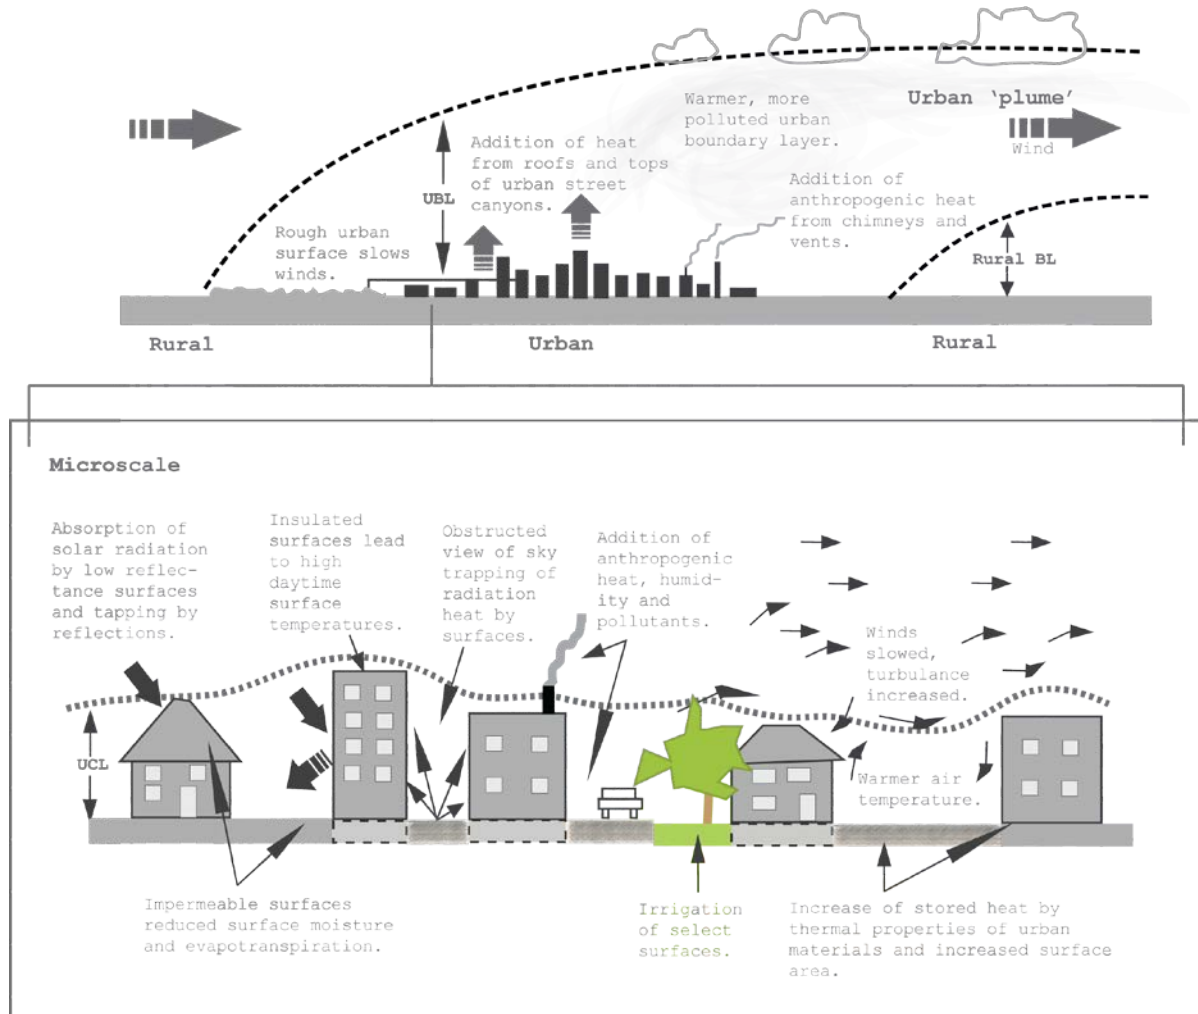 Warmer, more
polluted urban
boundary layer.
Urban 'plume'
Wind
Addition of heat
from roofs and tops
of urban street
canyons.
UBL
Addition of
anthropogenic heat
from chimneys and
vents.
Rough urban
surface slows
winds.
Rural BL
Rural
Urban
Rural
Microscale
Absorption of
solar radiation
by low reflec-
tance surfaces
and tapping by
reflections.
Insulated
surfaces lead
to high
daytime
surface
temperatures.
Obstructed
view of sky
trapping of
radiation
heat by
surfaces.
Addition of
anthropogenic
heat, humid-
ity and
pollutants.
Winds
slowed,
turbulance
increased.
UCL
Warmer air
temperature.
Impermeable surfaces
reduced surface moisture
and evapotranspiration.
Irrigation
of select
surfaces.
Increase of stored heat by
thermal properties of urban
materials and increased surface
area.